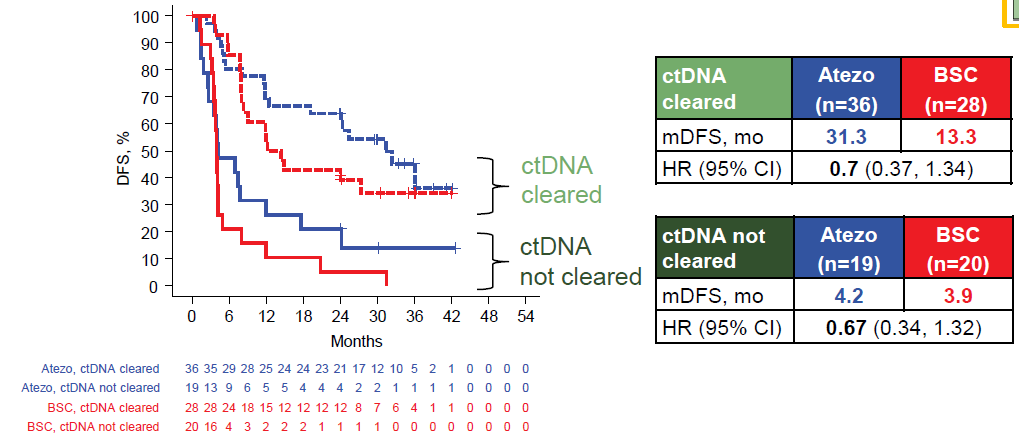 DFS, %
100
90
80
70
60
50
40
30
20
10
0
0 6 12 18 24 30 36 42 48 54
Months
ctDNA
cleared
ctDNA
not cleared
Atezo, ctDNA cleared 36 35 29 28 25 24 24 23 21 17 12 10 5 2 1 0 0 0 0
Atezo, ctDNA not cleared 19 13 9 6 5 5 4 4 4 2 2 1 1 1 1 0 0 0 0
BSC, ctDNA cleared 28 28 24 18 15 12 12 12 12 8 7 6 4 1 1 0 0 0 0
BSC, ctDNA not cleared 20 16 4 3 2 2 2 1 1 1 1 0 0 0 0 0 0 0 0
ctDNA cleared Atezo (n=36) BSC (n=28)
mDFS, mo 31.3 13.3
HR (95% CI) 0.7 (0.37, 1.34)
ctDNA not cleared Atezo (n=19) BSC (n=20)
mDFS, mo 4.2 3.9
HR (95% CI) 0.67 (0.34, 1.32)